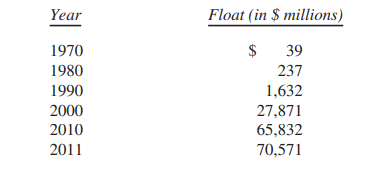 Year Float (in $ millions)
1970 $ 39
1980 237
1990 1,632
2000 27,871
2010 65,832
2011 70,571